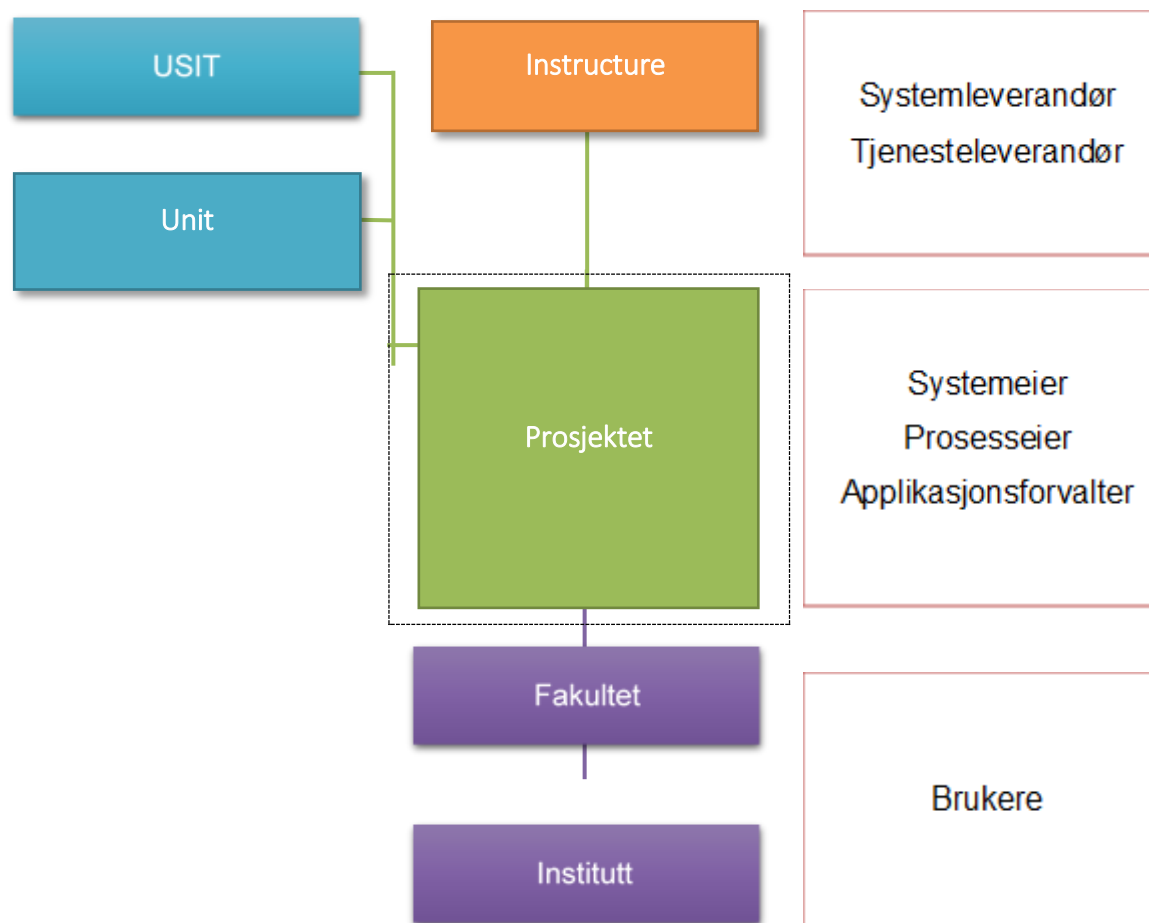 USIT
Instructure
Systemleverandør
Tjenesteleverandør
Unit
Prosjektet
Systemeier
Prosesseier
Applikasjonsforvalter
Fakultet
Institutt
Brukere